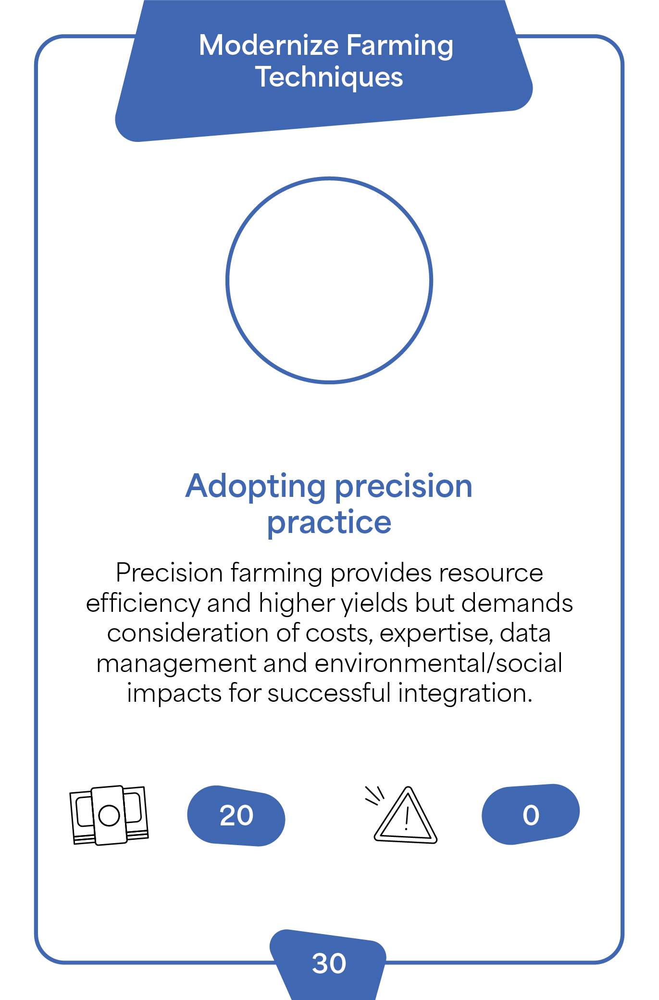 Modernize Farming
Techniques
Adopting precision
practice
Precision farming provides resource
efficiency and higher yields but demands
consideration of costs, expertise, data
management and environmental/social
impacts for successful integration.
20
!
0
30